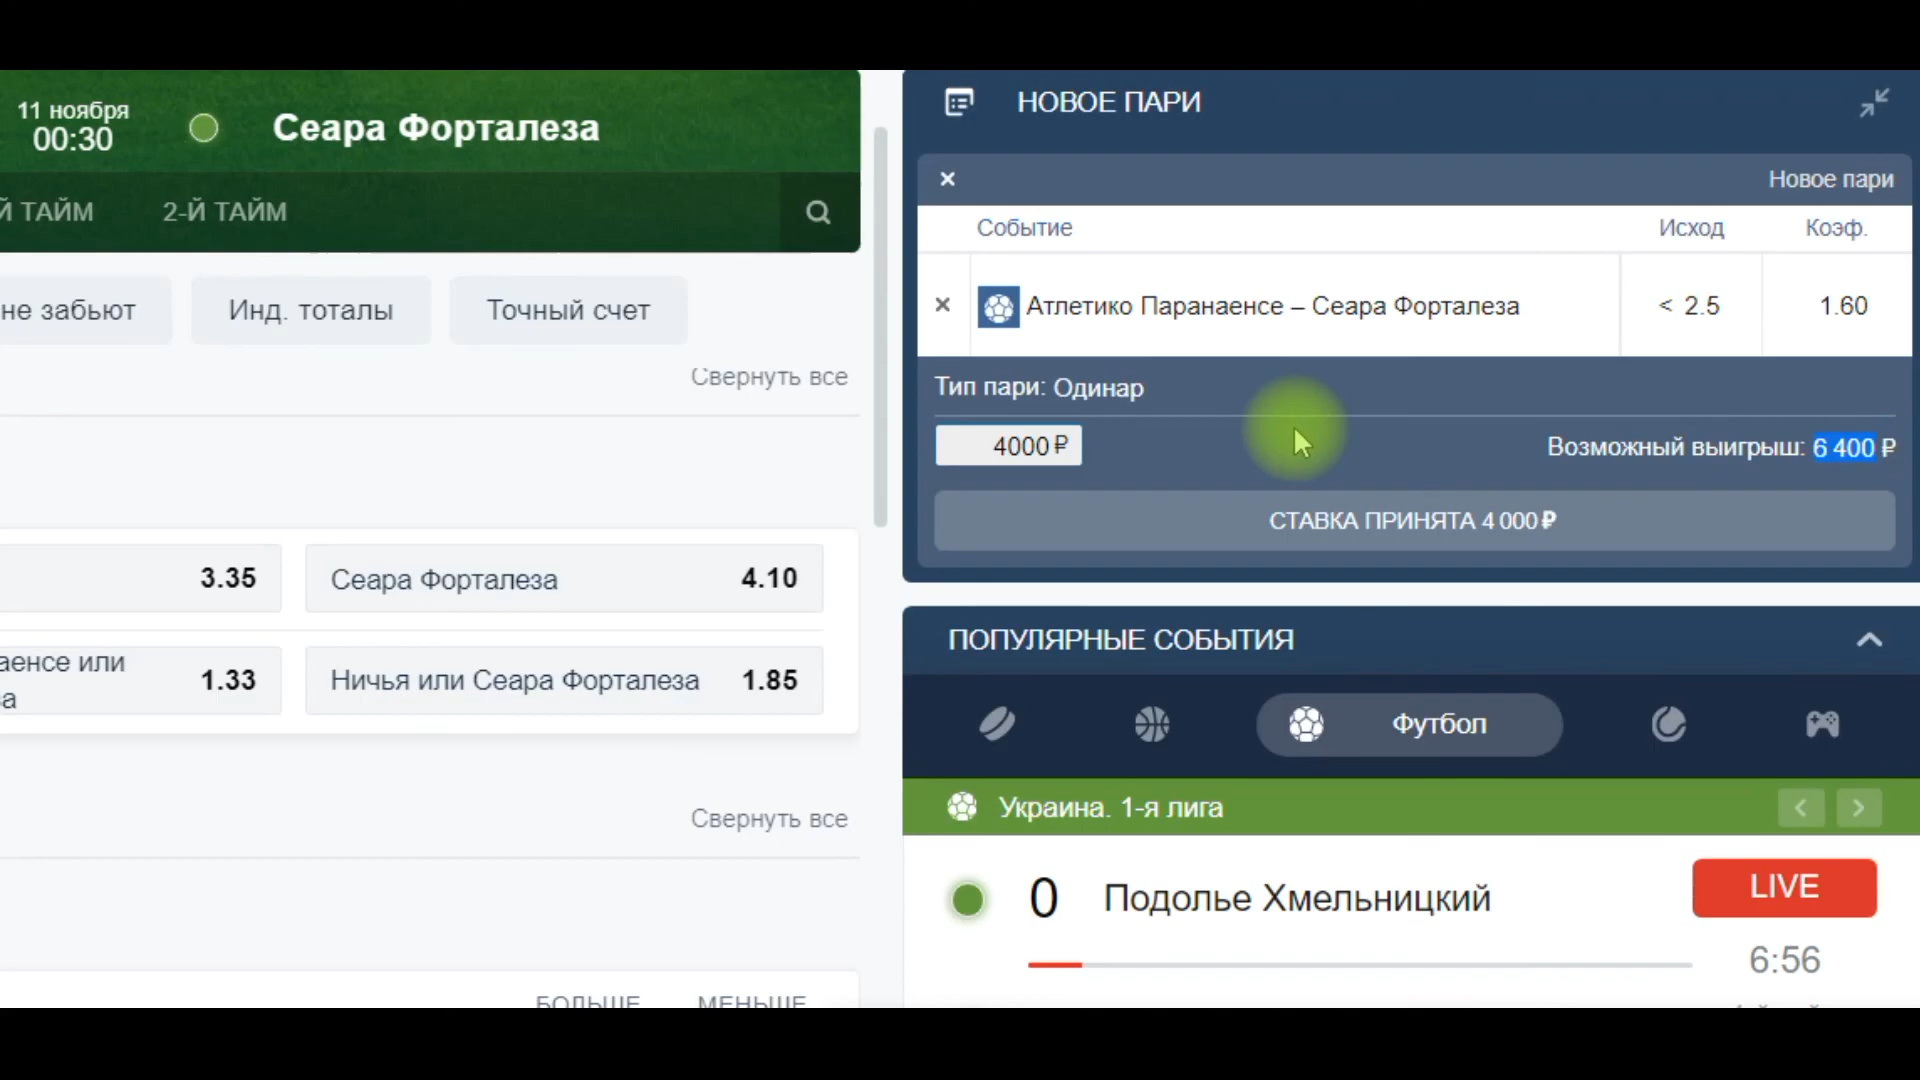 11 ноября
00:30
Сеара Форталеза
Й ТАЙМ
2-Й ТАЙМ
не забьют
Инд. тоталы
Точный счет
Свернуть все
3.35
Сеара Форталеза
4.10
аенсе или
а
1.33
Ничья или Сеара Форталеза
1.85
Свернуть все
БОЛЬШЕ
МЕНЬШЕ
НОВОЕ ПАРИ
Новое пари
Событие
Исход
Коэф.
Атлетико Паранаенсе – Сеара Форталеза
< 2.5
1.60
Тип пари: Одинар
4000 ₽
Возможный выигрыш: 6 400 ₽
СТАВКА ПРИНЯТА 4 000 ₽
ПОПУЛЯРНЫЕ СОБЫТИЯ
Футбол
Украина. 1-я лига
0
Подолье Хмельницкий
LIVE
6:56